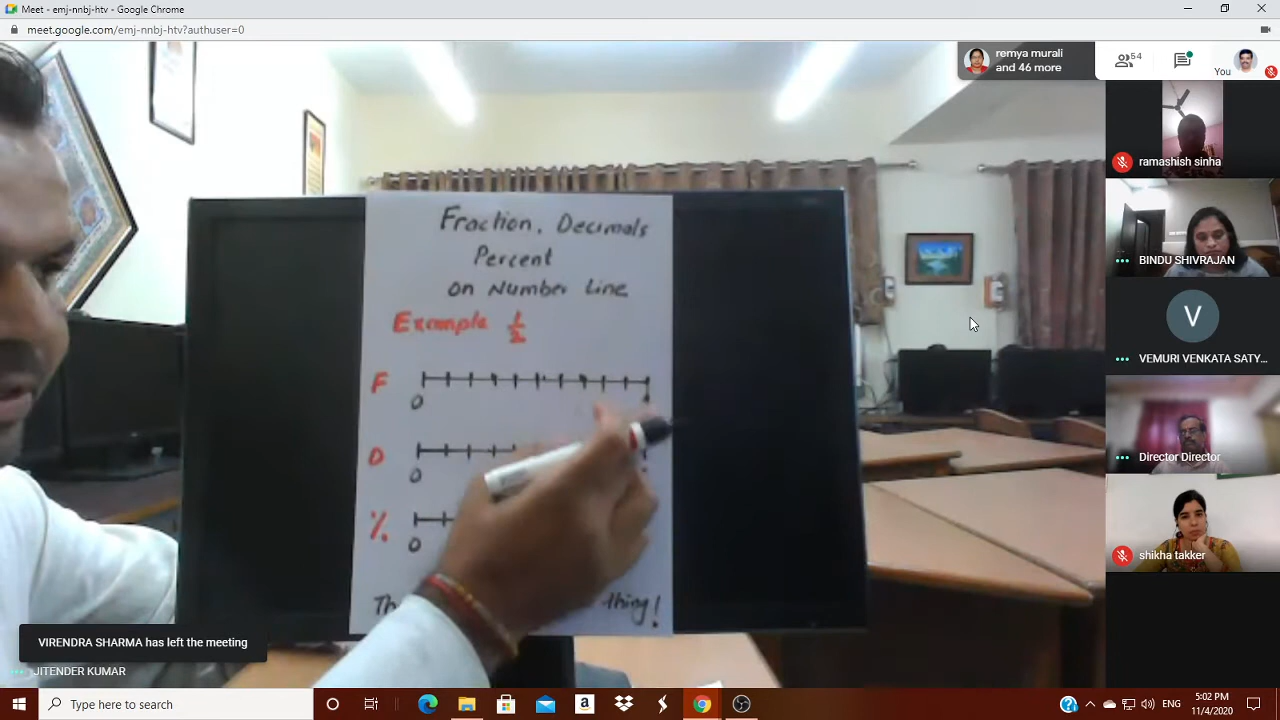 Meet - emj-nnbj-htv - Google Chrome
meet.google.com/emj-nnbj-htv?authuser=0
remya murali
and 46 more
54
You
ramashish sinha
BINDU SHIVRAJAN
V
VEMURI VENKATA SATY...
Director Director
shikha takker
Fraction, Decimals
Percent
on Number Line
Example 1/2
F
0
D
0
%
0
thing!
VIRENDRA SHARMA has left the meeting
JITENDER KUMAR
Type here to search
ENG
5:02 PM
11/4/2020